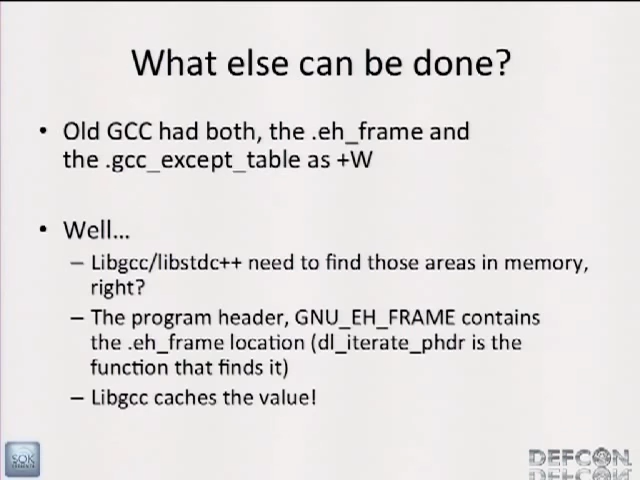 What else can be done?
• Old GCC had both, the .eh_frame and
the .gcc_except_table as +W
• Well...
– Libgcc/libstdc++ need to find those areas in memory,
right?
– The program header, GNU_EH_FRAME contains
the .eh_frame location (dl_iterate_phdr is the
function that finds it)
– Libgcc caches the value!
SOK
DEFCON